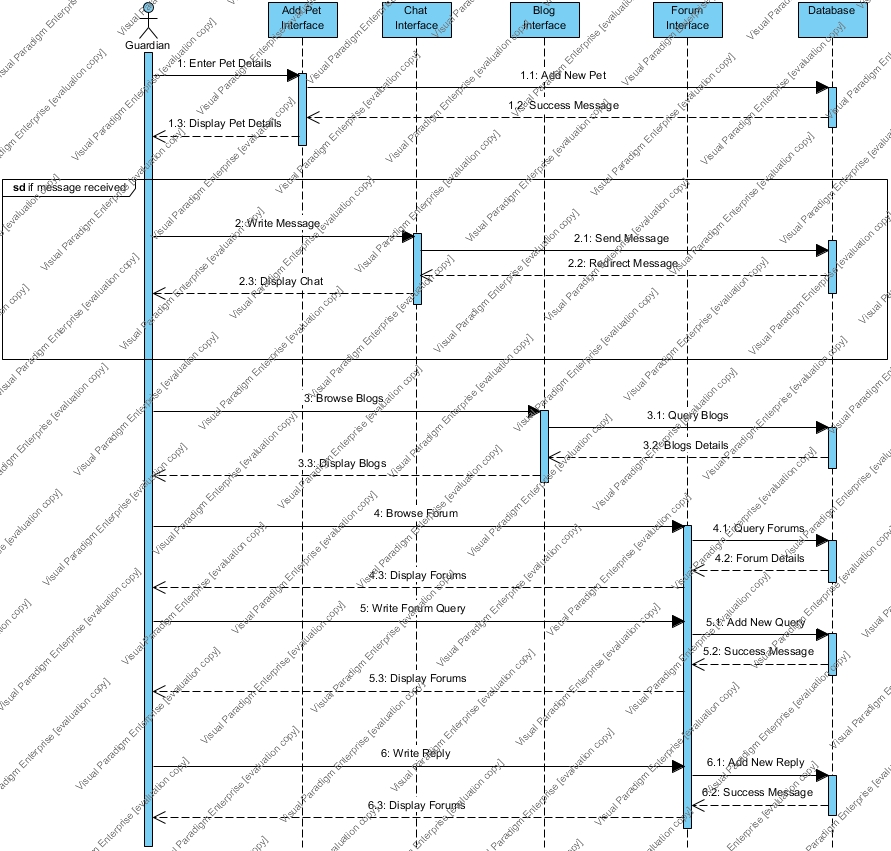 Add Pet
Interface
Chat
Interface
Blog
Interface
Forum
Interface
Database
Guardian
1: Enter Pet Details
1.1: Add New Pet
1.2: Success Message
1.3: Display Pet Details
sd if message received
2: Write Message
2.1: Send Message
2.2: Redirect Message
2.3: Display Chat
3: Browse Blogs
3.1: Query Blogs
3.2: Blogs Details
3.3: Display Blogs
4: Browse Forum
4.1: Query Forums
4.2: Forum Details
4.3: Display Forums
5: Write Forum Query
5.1: Add New Query
5.2: Success Message
5.3: Display Forums
6: Write Reply
6.1: Add New Reply
6.2: Success Message
6.3: Display Forums
Visual Paradigm Enterprise [evaluation copy]